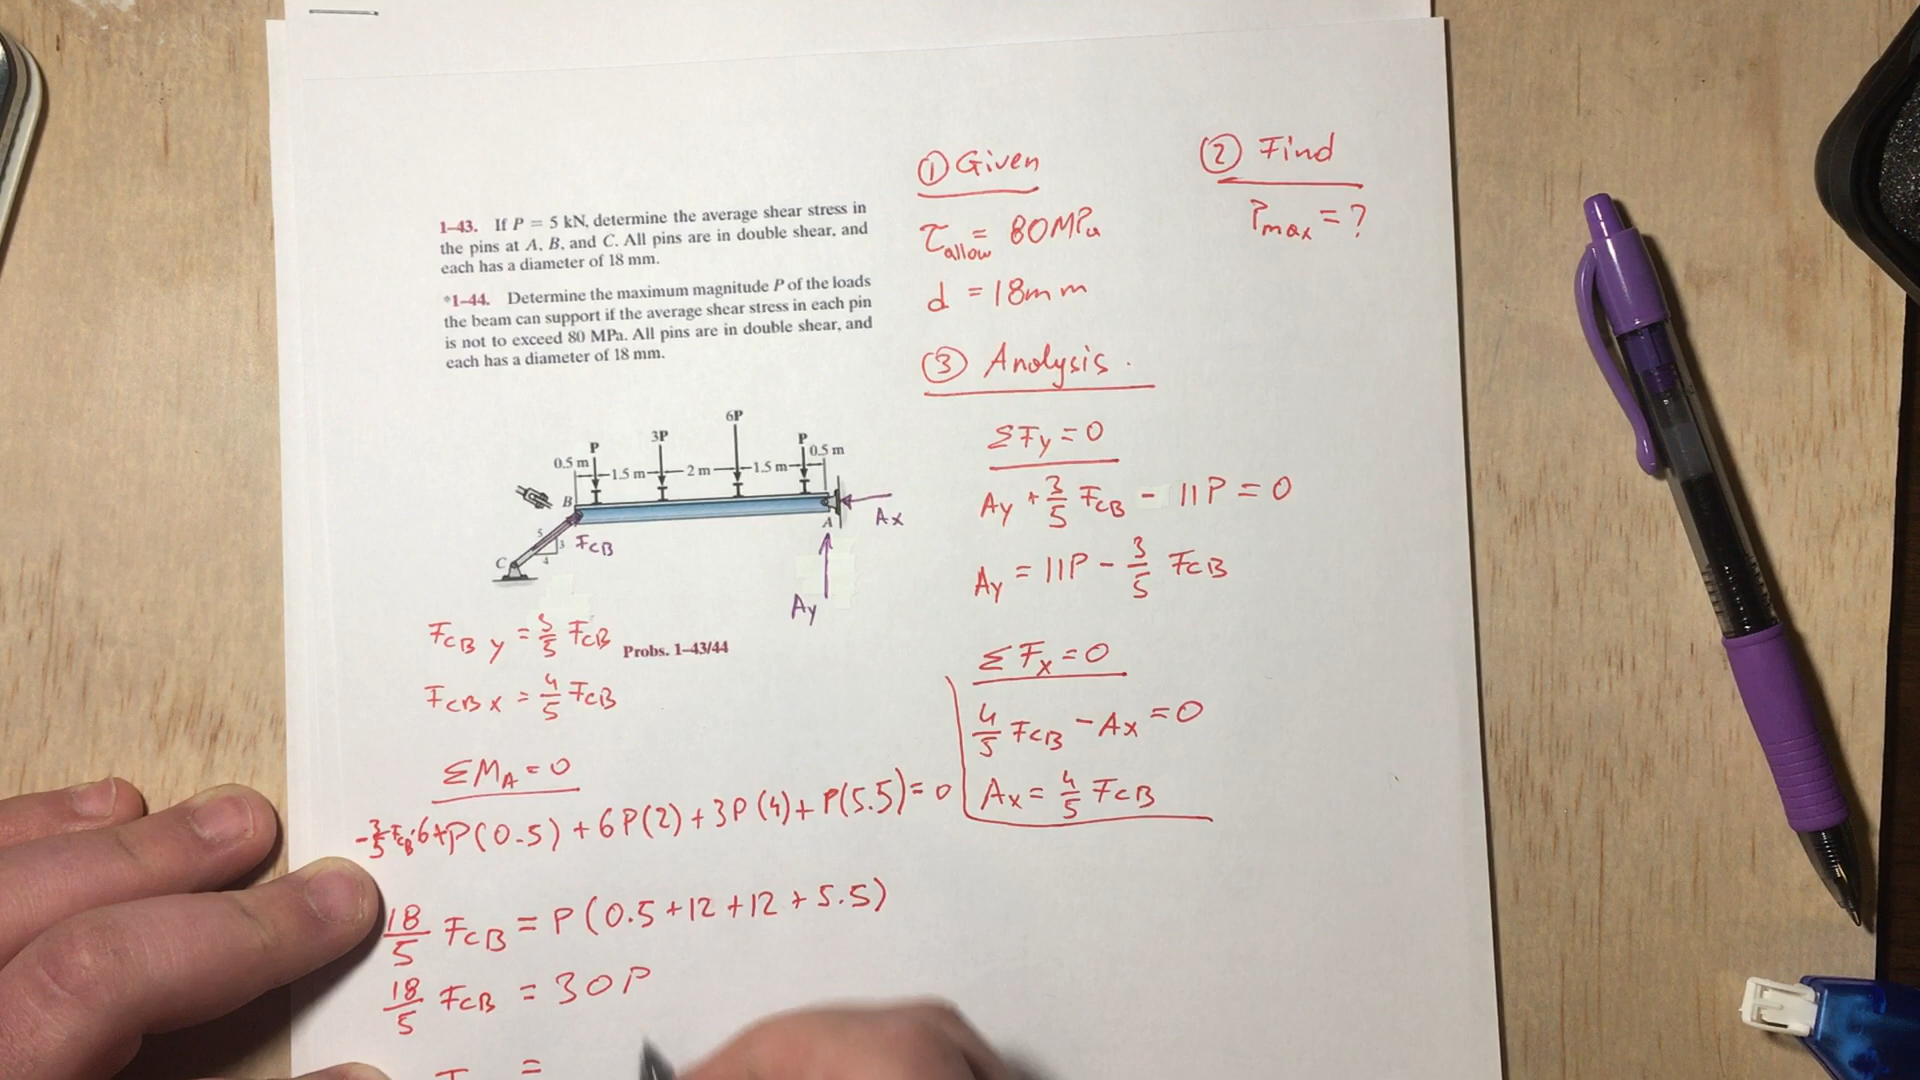 1–43. If P = 5 kN, determine the average shear stress in
the pins at A, B, and C. All pins are in double shear, and
each has a diameter of 18 mm.
*1–44. Determine the maximum magnitude P of the loads
the beam can support if the average shear stress in each pin
is not to exceed 80 MPa. All pins are in double shear, and
each has a diameter of 18 mm.
6P
3P
P
P
0.5 m
1.5 m
2 m
1.5 m
0.5 m
B
A
Ax
5
3
4
FCB
C
Ay
Probs. 1–43/44
FCB y = 3/5 FCB
FCB x = 4/5 FCB
ΣMA = 0
-3/5 FCB·6+P(0.5) + 6P(2) + 3P(4) + P(5.5) = 0
18/5 FCB = P(0.5+12+12+5.5)
18/5 FCB = 30P
=
① Given
τallow = 80MPa
d = 18mm
② Find
Pmax = ?
③ Analysis.
ΣFy = 0
Ay + 3/5 FCB - 11P = 0
Ay = 11P - 3/5 FCB
ΣFx = 0
4/5 FCB - Ax = 0
Ax = 4/5 FCB